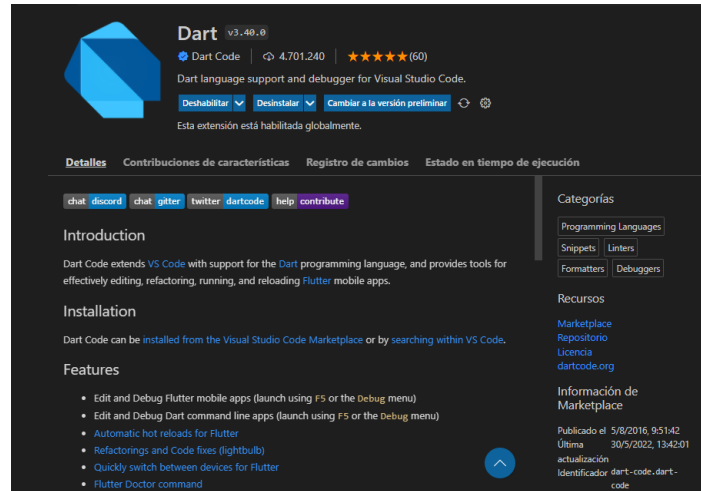 Dart v3.40.0
Dart Code 4.701.240 (60)
Dart language support and debugger for Visual Studio Code.
Deshabilitar Desinstalar Cambiar a la versión preliminar
Esta extensión está habilitada globalmente.
Detalles Contribuciones de características Registro de cambios Estado en tiempo de ejecución
chat discord chat gitter twitter dartcode help contribute
Introduction
Dart Code extends VS Code with support for the Dart programming language, and provides tools for
effectively editing, refactoring, running, and reloading Flutter mobile apps.
Installation
Dart Code can be installed from the Visual Studio Code Marketplace or by searching within VS Code.
Features
Edit and Debug Flutter mobile apps (launch using F5 or the Debug menu)
Edit and Debug Dart command line apps (launch using F5 or the Debug menu)
Automatic hot reloads for Flutter
Refactorings and Code fixes (lightbulb)
Quickly switch between devices for Flutter
Flutter Doctor command
Categorías
Programming Languages
Snippets Linters
Formatters Debuggers
Recursos
Marketplace
Repositorio
Licencia
dartcode.org
Información de
Marketplace
Publicado el 5/8/2016, 9:51:42
Última 30/5/2022, 13:42:01
actualización
Identificador dart-code.dart-
code